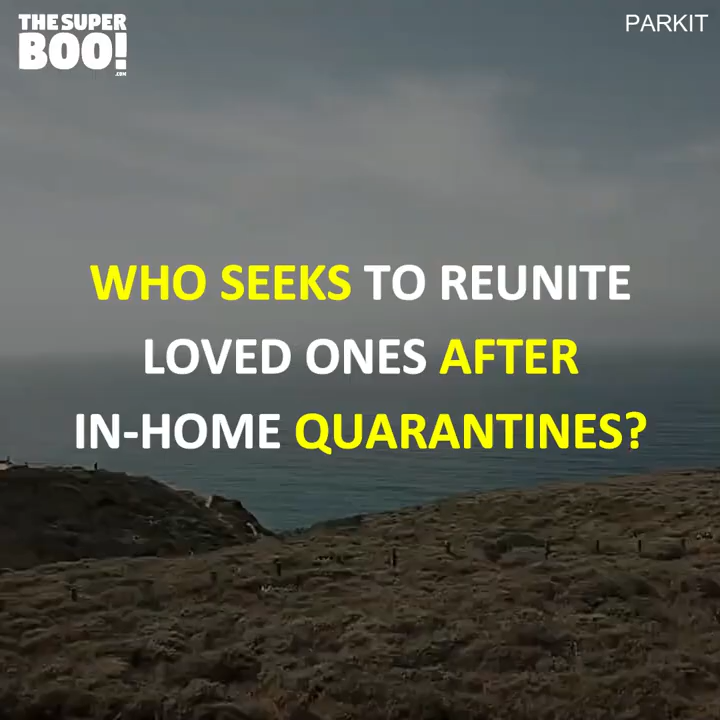 THE SUPER
BOO!
.COM
PARKIT
WHO SEEKS TO REUNITE
LOVED ONES AFTER
IN-HOME QUARANTINES?